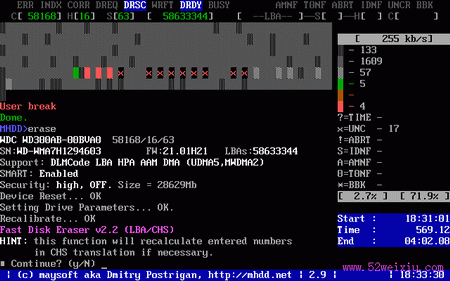 ERR INDX CORR DREQ DRSC WRFT DRDY BUSY AMNF TONF ABRT IDNF UNCR BBK
C[ 58168] H[16] S[63] [ 58633344] [ --LBA-- ] --S[ ]--H[ ] C[ ]
[ 255 kb/s]
- 133
- 1609
- 57
- 5
-
- 4
?=TIME -
×=UNC - 17
!=ABRT -
S=IDNF -
A=AMNF -
0=T0NF -
*=BBK -
[ 2.7% ] [ 71.9%]
Start : 18:31:01
Time : 569.12
End : 04:02.08
User break
Done.
MHDD>erase
WDC WD300AB-00BVA0 58168/16/63
SN:WD-WMA7H1294603 FW:21.01H21 LBAs:58633344
Support: DLMCode LBA HPA AAM DMA (UDMA5,MWDMA2)
SMART: Enabled
Security: high, OFF. Size = 28629Mb
Device Reset... OK
Setting Drive Parameters... OK
Recalibrate... OK
Fast Disk Eraser v2.2 (LBA/CHS)
HINT: this function will recalculate entered numbers
in CHS translation if necessary.
Continue? (y/N)
www.52weixiu.com
| (c) maysoft aka Dmitry Postrigan, http://mhdd.net | 2.9 | | 18:33:30